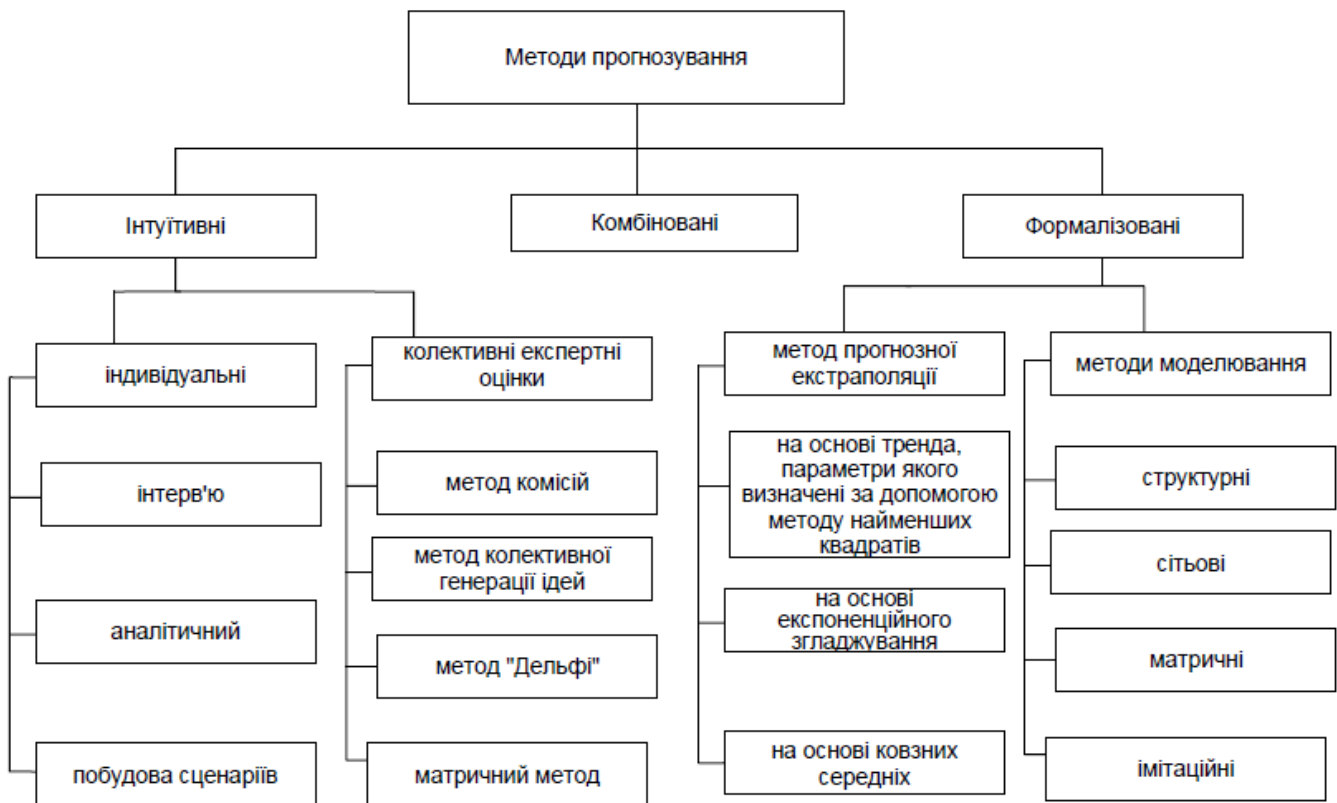 Методи прогнозування
Інтуїтивні
Комбіновані
Формалізовані
індивідуальні
колективні експертні
оцінки
метод прогнозної
екстраполяції
методи моделювання
інтерв'ю
метод комісій
на основі тренда,
параметри якого
визначені за допомогою
методу найменших
квадратів
структурні
аналітичний
метод колективної
генерації ідей
на основі
експоненційного
згладжування
сітьові
метод "Дельфі"
матричні
побудова сценаріїв
матричний метод
на основі ковзних
середніх
імітаційні